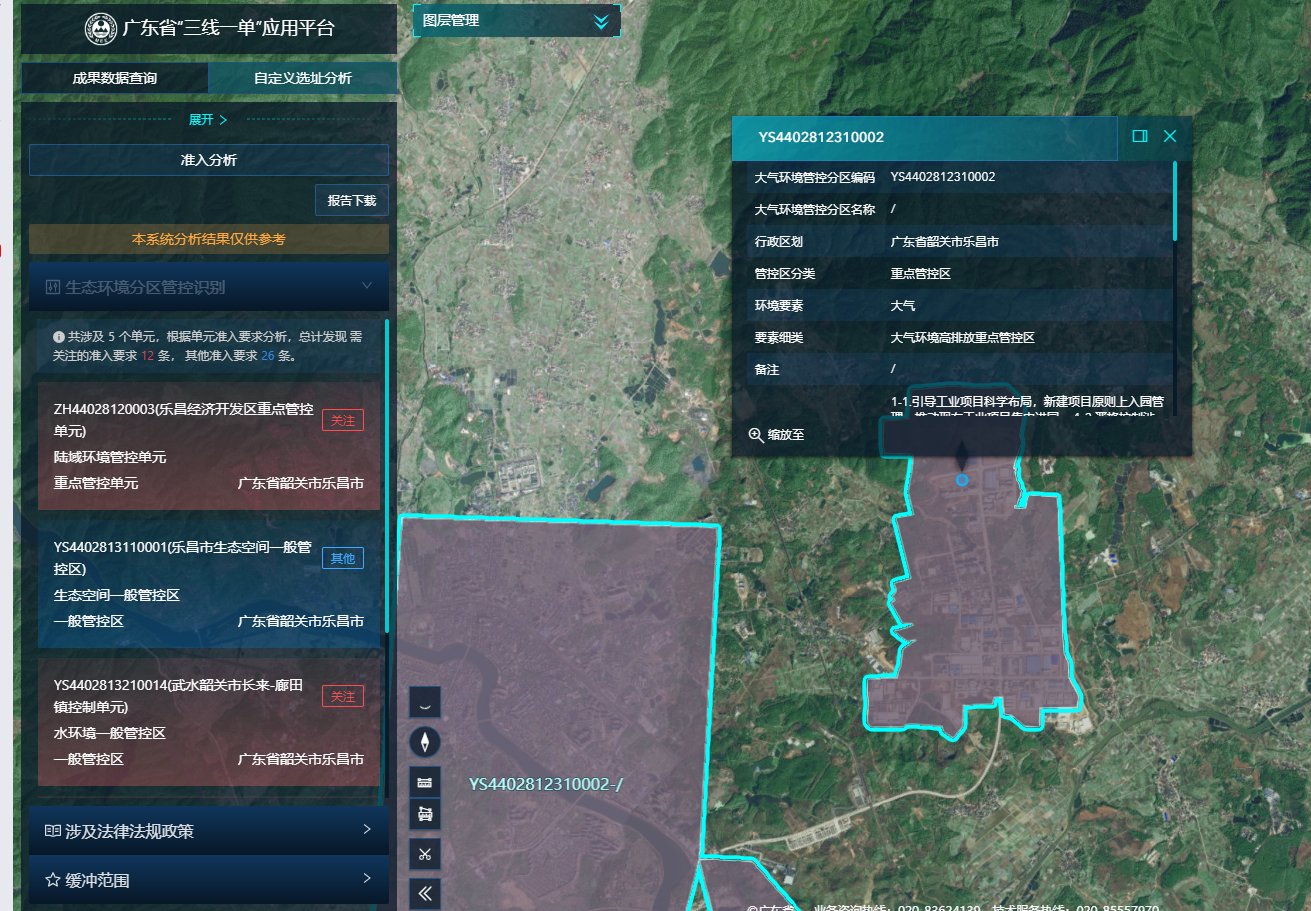 广东省"三线一单"应用平台
图层管理
成果数据查询
自定义选址分析
展开 >
准入分析
报告下载
本系统分析结果仅供参考
生态环境分区管控识别
共涉及 5 个单元，根据单元准入要求分析，总计发现 需
关注的准入要求 12 条， 其他准入要求 26 条。
ZH44028120003(乐昌经济开发区重点管控
单元)
关注
陆域环境管控单元
重点管控单元 广东省韶关市乐昌市
YS4402813110001(乐昌市生态空间一般管
控区)
其他
生态空间一般管控区
一般管控区 广东省韶关市乐昌市
YS4402813210014(武水韶关市长来-廊田
镇控制单元)
关注
水环境一般管控区
一般管控区 广东省韶关市乐昌市
涉及法律法规政策
缓冲范围
YS4402812310002
大气环境管控分区编码 YS4402812310002
大气环境管控分区名称 /
行政区划 广东省韶关市乐昌市
管控区分类 重点管控区
环境要素 大气
要素细类 大气环境高排放重点管控区
备注 /
1-1.引导工业项目科学布局，新建项目原则上入园管
缩放至
YS4402812310002-/
业务咨询热线：020-83624139 技术服务热线：020-85557970